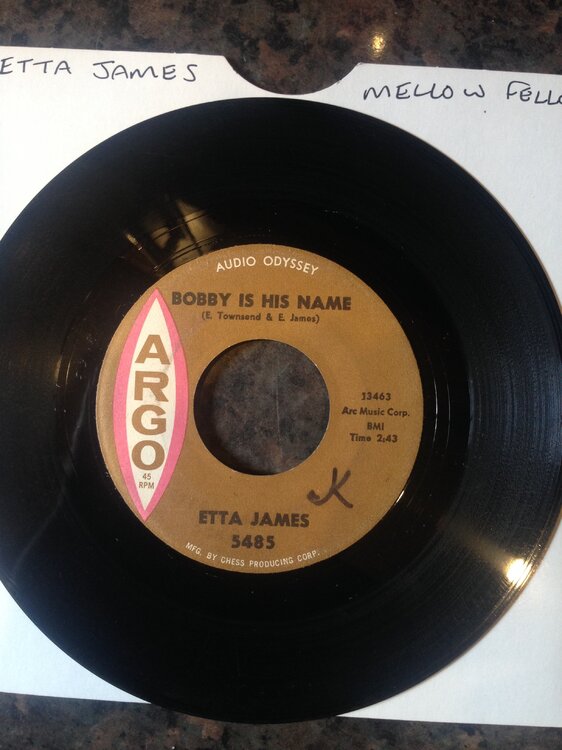 ETTA JAMES
MELLOW FELLO
AUDIO ODYSSEY
BOBBY IS HIS NAME
(E. Townsend & E. James)
ARGO
45
RPM
13463
Arc Music Corp.
BMI
Time 2:43
K
ETTA JAMES
5485
MFG. BY CHESS PRODUCING CORP.